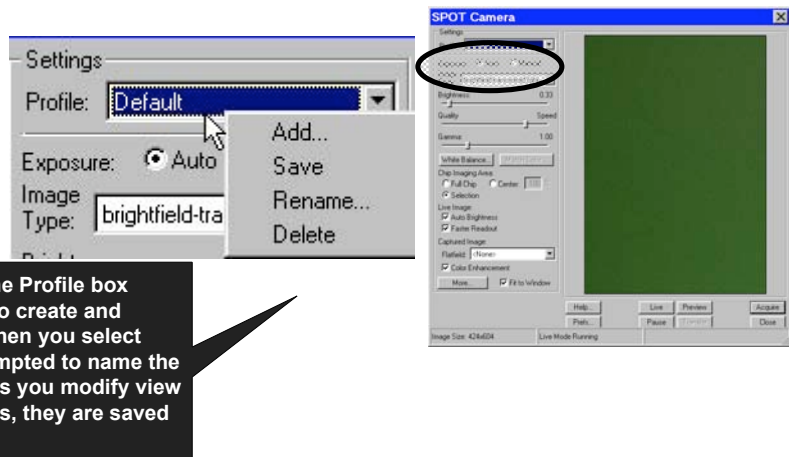 Settings
Profile: Default
Add...
Save
Rename...
Delete
Exposure: Auto
Image
Type: brightfield-tra
e Profile box
o create and
hen you select
mpted to name the
s you modify view
s, they are saved
SPOT Camera
Settings
Brightness 0.33
Quality Speed
Gamma: 1.00
White Balance...
Chip Imaging Area:
Full Chip Center
Selection
Live Image:
Auto Brightness
Faster Readout
Captured Image:
Flatfield: <None>
Color Enhancement
More... Fit to Window
Help... Live Preview Acquire
Prefs... Pause Close
Image Size: 424x604 Live Mode Running